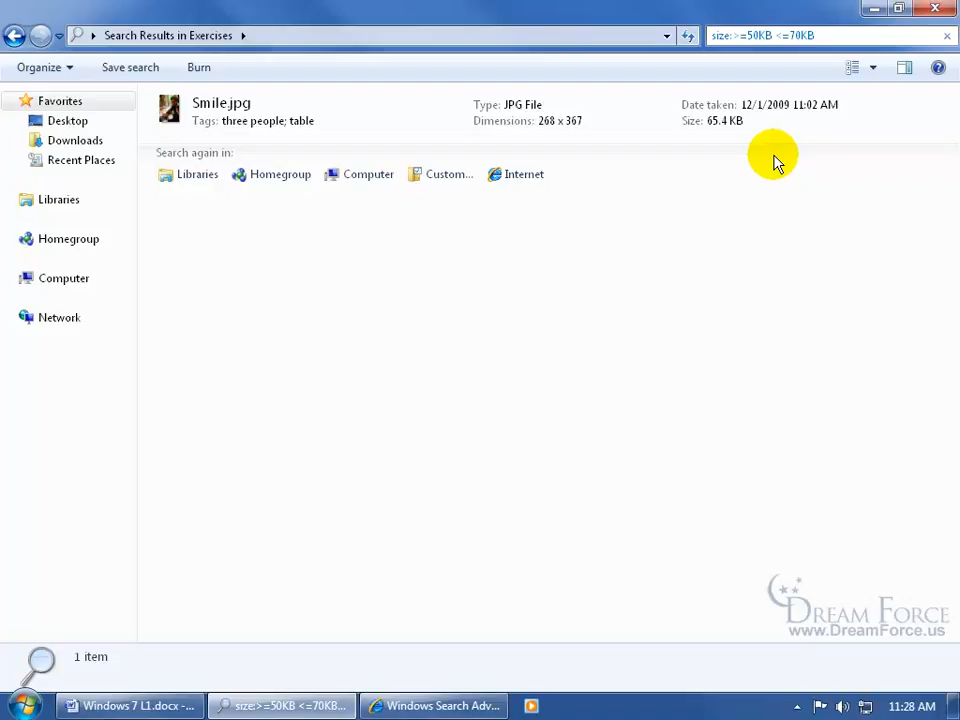 Search Results in Exercises
size:>=50KB <=70KB
Organize Save search Burn
Favorites
Desktop
Downloads
Recent Places
Libraries
Homegroup
Computer
Network
Smile.jpg Type: JPG File Date taken: 12/1/2009 11:02 AM
Tags: three people; table Dimensions: 268 x 367 Size: 65.4 KB
Search again in:
Libraries Homegroup Computer Custom... Internet
DREAM FORCE
www.DreamForce.us
1 item
Windows 7 L1.docx -... size:>=50KB <=70KB... Windows Search Adv... 11:28 AM